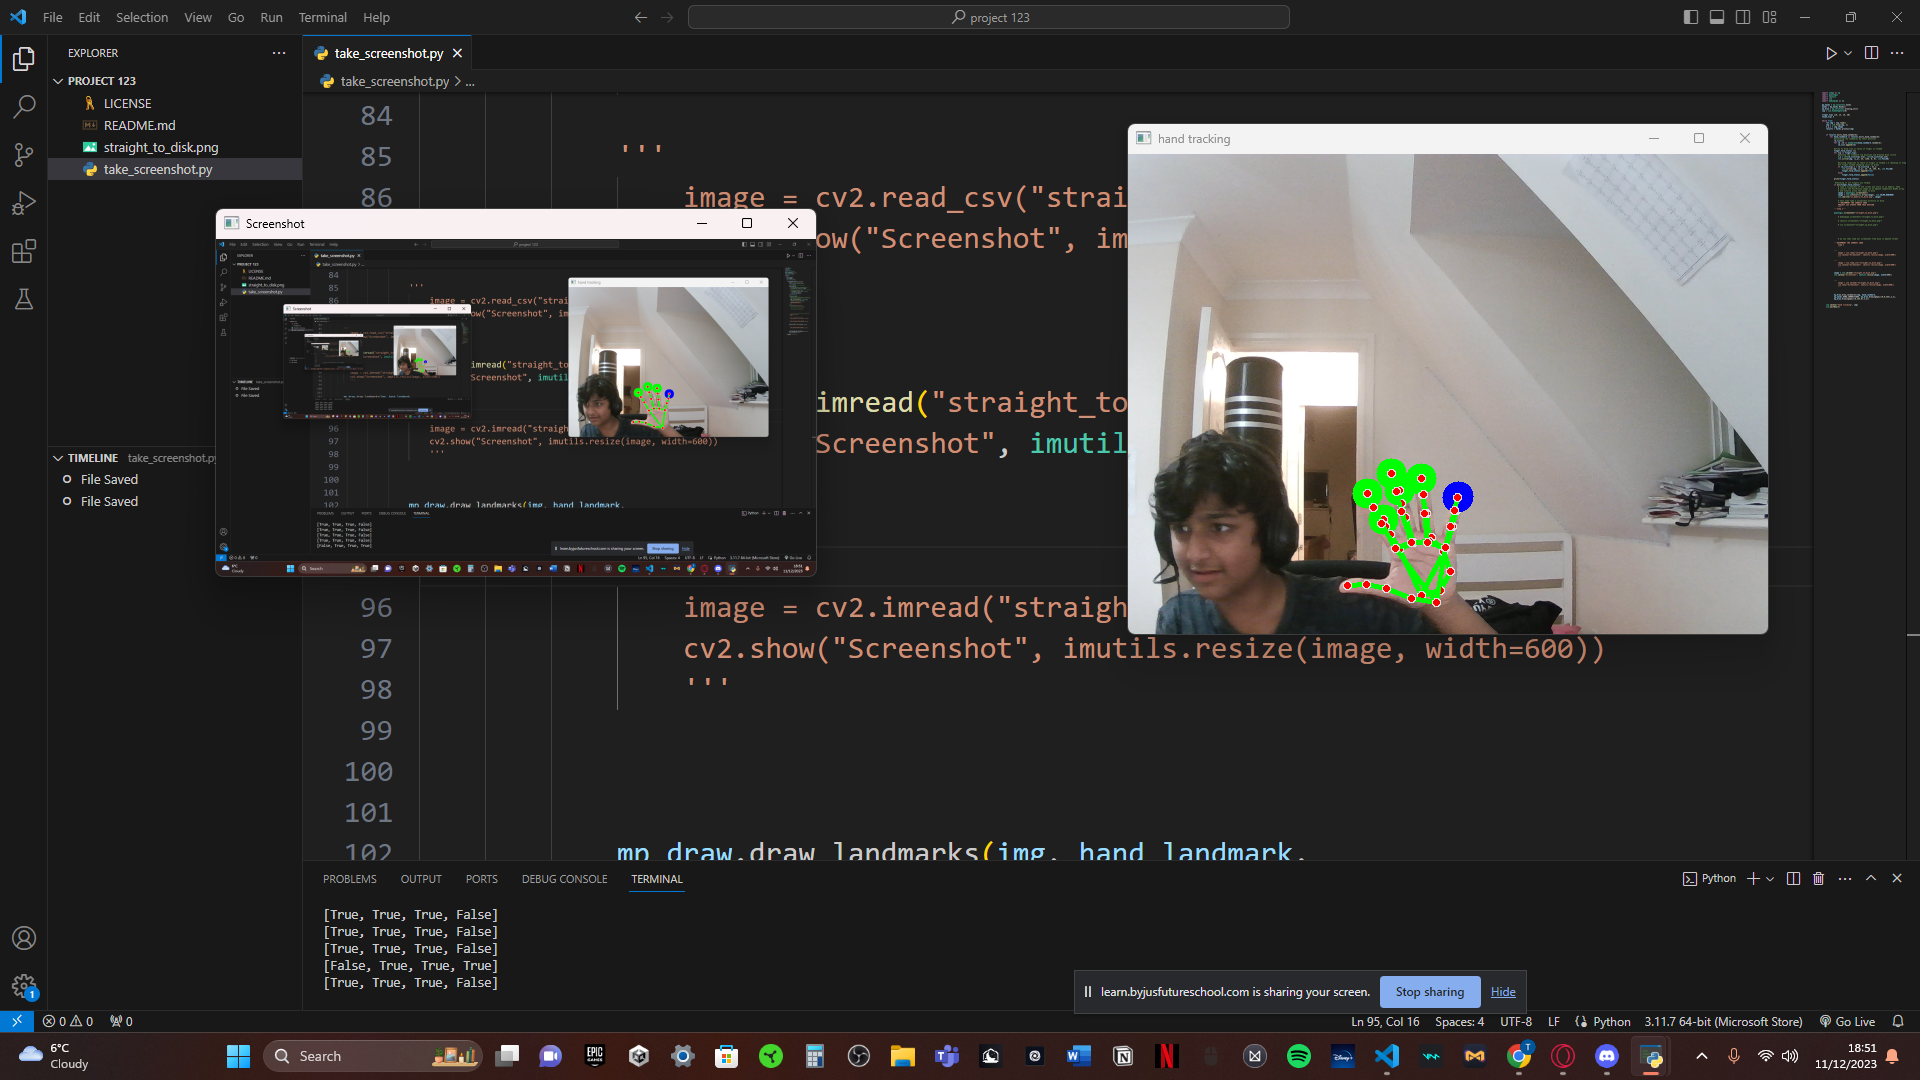 File Edit Selection View Go Run Terminal Help
project 123
EXPLORER
PROJECT 123
LICENSE
README.md
straight_to_disk.png
take_screenshot.py
TIMELINE take_screenshot.py
File Saved
File Saved
take_screenshot.py
take_screenshot.py > ...
84
85 '''
86 image = cv2.read_csv("strai
ow("Screenshot", im
imread("straight_to
Screenshot", imutil
96 image = cv2.imread("straigh
97 cv2.show("Screenshot", imutils.resize(image, width=600))
98 '''
99
100
101
102 mp_draw.draw_landmarks(img, hand_landmark,
Screenshot
hand tracking
PROBLEMS OUTPUT PORTS DEBUG CONSOLE TERMINAL
Python
[True, True, True, False]
[True, True, True, False]
[True, True, True, False]
[False, True, True, True]
[True, True, True, False]
learn.byjusfutureschool.com is sharing your screen. Stop sharing Hide
0 0 0
Ln 95, Col 16 Spaces: 4 UTF-8 LF Python 3.11.7 64-bit (Microsoft Store) Go Live
6°C
Cloudy
Search
18:51
11/12/2023